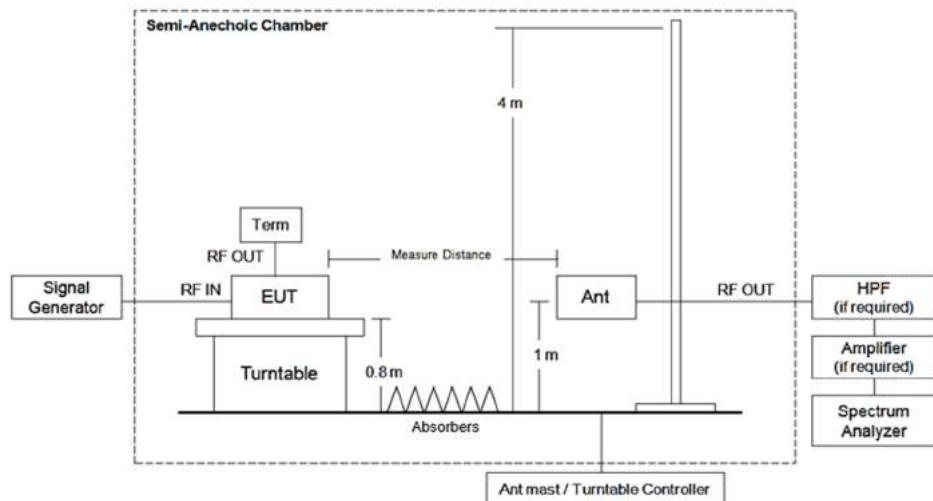 Semi-Anechoic Chamber
4 m
Term
RF OUT
Measure Distance
Signal
Generator
RF IN
EUT
Ant
RF OUT
HPF
(if required)
Turntable
0.8 m
1 m
Amplifier
(if required)
Absorbers
Spectrum
Analyzer
Ant mast / Turntable Controller